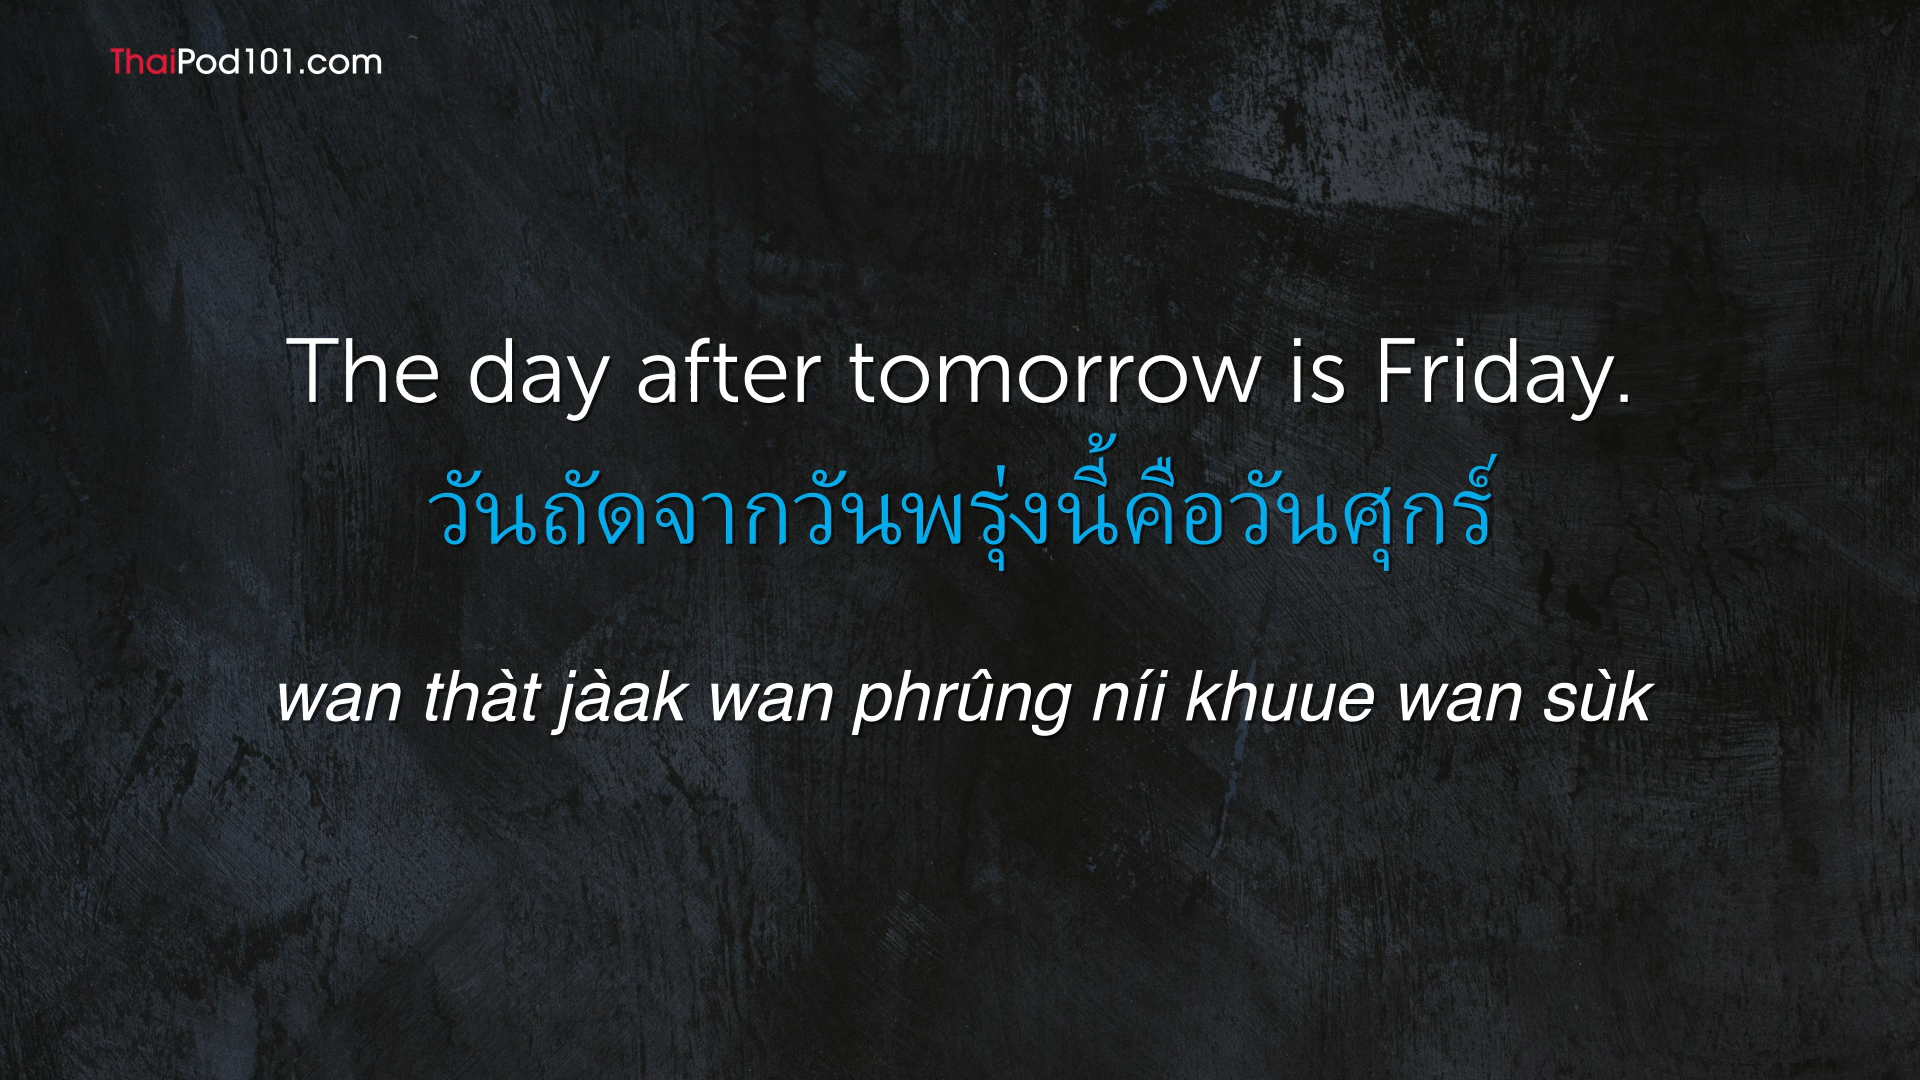 ThaiPod101.com
The day after tomorrow is Friday.
วันถัดจากวันพรุ่งนี้คือวันศุกร์
wan thàt jàak wan phrûng níi khuue wan sùk